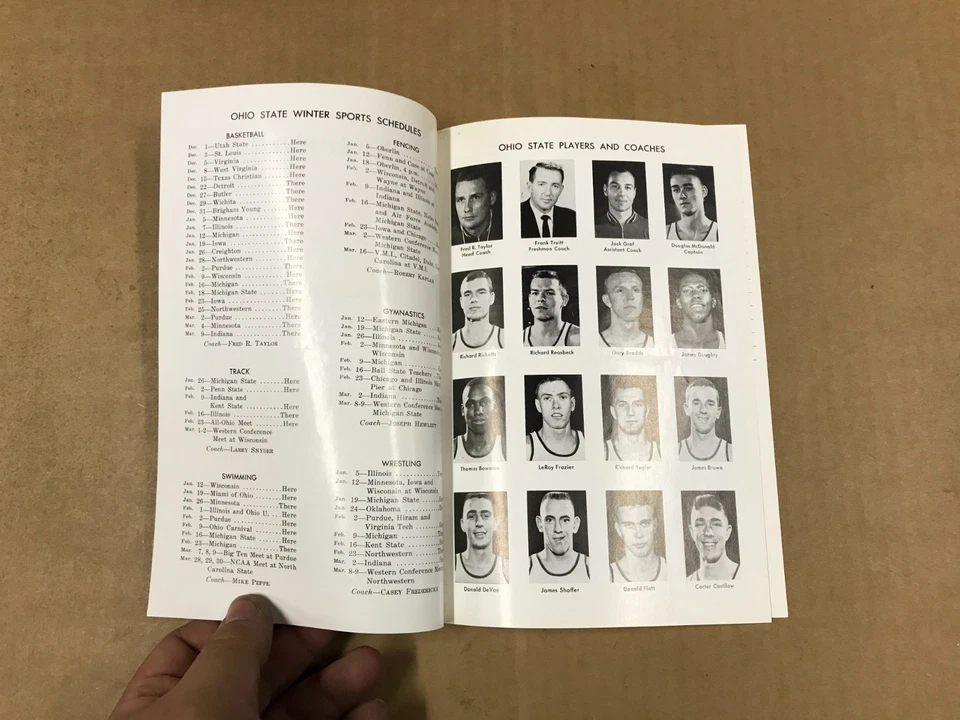 OHIO STATE WINTER SPORTS SCHEDULES
BASKETBALL
Dec. 1—Utah State ..........Here
Dec. 3—St. Louis ..........Here
Dec. 5—Virginia ..........Here
Dec. 8—West Virginia ......Here
Dec. 15—Texas Christian ....Here
Dec. 22—Detroit ..........There
Dec. 27—Butler ..........There
Dec. 29—Wichita ..........There
Dec. 31—Brigham Young ......Here
Jan. 5—Minnesota ..........Here
Jan. 7—Illinois ..........There
Jan. 12—Michigan ..........Here
Jan. 19—Iowa ..........There
Jan. 26—Creighton ..........Here
Jan. 28—Northwestern ......Here
Feb. 2—Purdue ..........There
Feb. 9—Wisconsin ..........Here
Feb. 16—Michigan ..........There
Feb. 18—Michigan State ......Here
Feb. 23—Iowa ..........Here
Feb. 25—Northwestern ......There
Mar. 2—Purdue ..........Here
Mar. 4—Minnesota ..........There
Mar. 9—Indiana ..........There
Coach—FRED R. TAYLOR
TRACK
Jan. 26—Michigan State .......Here
Feb. 2—Penn State ..........Here
Feb. 9—Indiana and
Kent State ..........Here
Feb. 16—Illinois ..........There
Feb. 23—All-Ohio Meet ......Here
Mar. 1-2—Western Conference
Meet at Wisconsin
Coach—LARRY SNYDER
SWIMMING
Jan. 12—Wisconsin ..........Here
Jan. 19—Miami of Ohio ......Here
Jan. 26—Minnesota ..........There
Feb. 1—Illinois and Ohio U. ..Here
Feb. 2—Purdue ..........Here
Feb. 9—Ohio Carnival ......Here
Feb. 16—Michigan State ......Here
Feb. 23—Michigan ..........There
Mar. 7, 8, 9—Big Ten Meet at Purdue
Mar. 28, 29, 30—NCAA Meet at North
Carolina State
Coach—MIKE PEPPE
FENCING
Jan. 5—Oberlin
Jan. 12—Fenn and Case at
Jan. 18—Oberlin, 4 p.m.
Feb. 2—Wisconsin, Detroit
Wayne at Wayne
Feb. 9—Indiana and Illinois at
Indiana
Feb. 16—Michigan State,
and Air Force
Michigan State
Feb. 23—Iowa and Chicago
Mar. 2—Western Conference
Michigan State
Mar. 16—V.M.I., Citadel,
Carolina at V.M.I.
Coach—ROBERT KAPLAN
GYMNASTICS
Jan. 12—Eastern Michigan
Jan. 19—Michigan State
Jan. 26—Illinois
Feb. 2—Minnesota and
Wisconsin
Feb. 9—Michigan
Feb. 16—Ball State Teachers
Feb. 23—Chicago and Illinois
Pier at Chicago
Mar. 2—Indiana
Mar. 8-9—Western Conference
Michigan State
Coach—JOSEPH HEWLETT
WRESTLING
Jan. 5—Illinois
Jan. 12—Minnesota, Iowa and
Wisconsin at Wisconsin
Jan. 19—Michigan State
Jan. 24—Oklahoma
Feb. 2—Purdue, Hiram and
Virginia Tech
Feb. 9—Michigan
Feb. 16—Kent State
Feb. 23—Northwestern
Mar. 2—Indiana
Mar. 8-9—Western Conference
Northwestern
Coach—CASEY FREDERICKS
OHIO STATE PLAYERS AND COACHES
Fred R. Taylor
Head Coach
Frank Truitt
Freshman Coach
Jack Graf
Assistant Coach
Douglas McDonald
Captain
Richard Ricketts
Richard Reasbeck
Gary Bradds
James Doughty
Thomas Bowman
LeRoy Frazier
Richard Taylor
James Brown
Donald DeVoe
James Shaffer
Donald Flatt
Carter Costilow